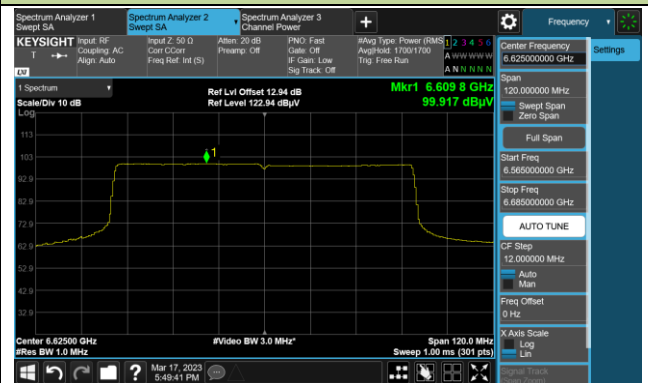 Spectrum Analyzer 1
Swept SA
Spectrum Analyzer 2
Swept SA
Spectrum Analyzer 3
Channel Power
Frequency
KEYSIGHT
Input: RF
Coupling: AC
Align: Auto
Input Z: 50 Ω
Corr CCorr
Freq Ref: Int (S)
Atten: 20 dB
Preamp: Off
PNO: Fast
Gate: Off
IF Gain: Low
Sig Track: Off
#Avg Type: Power (RMS)
Avg|Hold: 1700/1700
Trig: Free Run
1 2 3 4 5 6
A W W W W W
A N N N N N
LXI
1 Spectrum
Scale/Div 10 dB
Log
Ref Lvl Offset 12.94 dB
Ref Level 122.94 dBµV
Mkr1 6.609 8 GHz
99.917 dBµV
1
113
103
92.9
82.9
72.9
62.9
52.9
42.9
32.9
Center 6.62500 GHz
#Res BW 1.0 MHz
#Video BW 3.0 MHz*
Span 120.0 MHz
Sweep 1.00 ms (301 pts)
Mar 17, 2023
5:49:41 PM
Center Frequency
6.62500000 GHz
Settings
Span
120.000000 MHz
Swept Span
Zero Span
Full Span
Start Freq
6.565000000 GHz
Stop Freq
6.685000000 GHz
AUTO TUNE
CF Step
12.000000 MHz
Auto
Man
Freq Offset
0 Hz
X Axis Scale
Log
Lin
Signal Track
(Span Zoom)